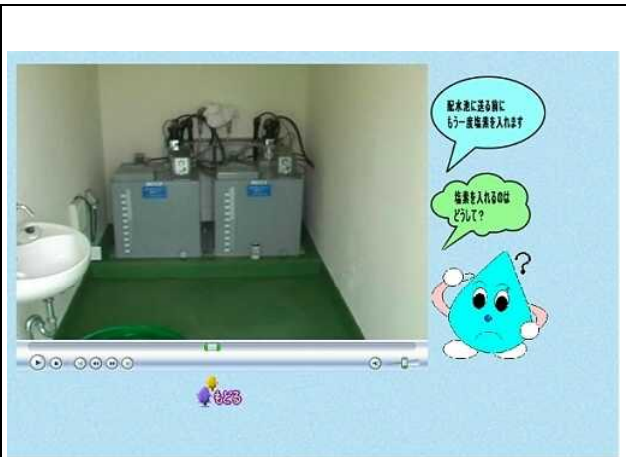 配水池に送る前に
もう一度塩素を入れます
塩素を入れるのは
どうして？
?
もどる